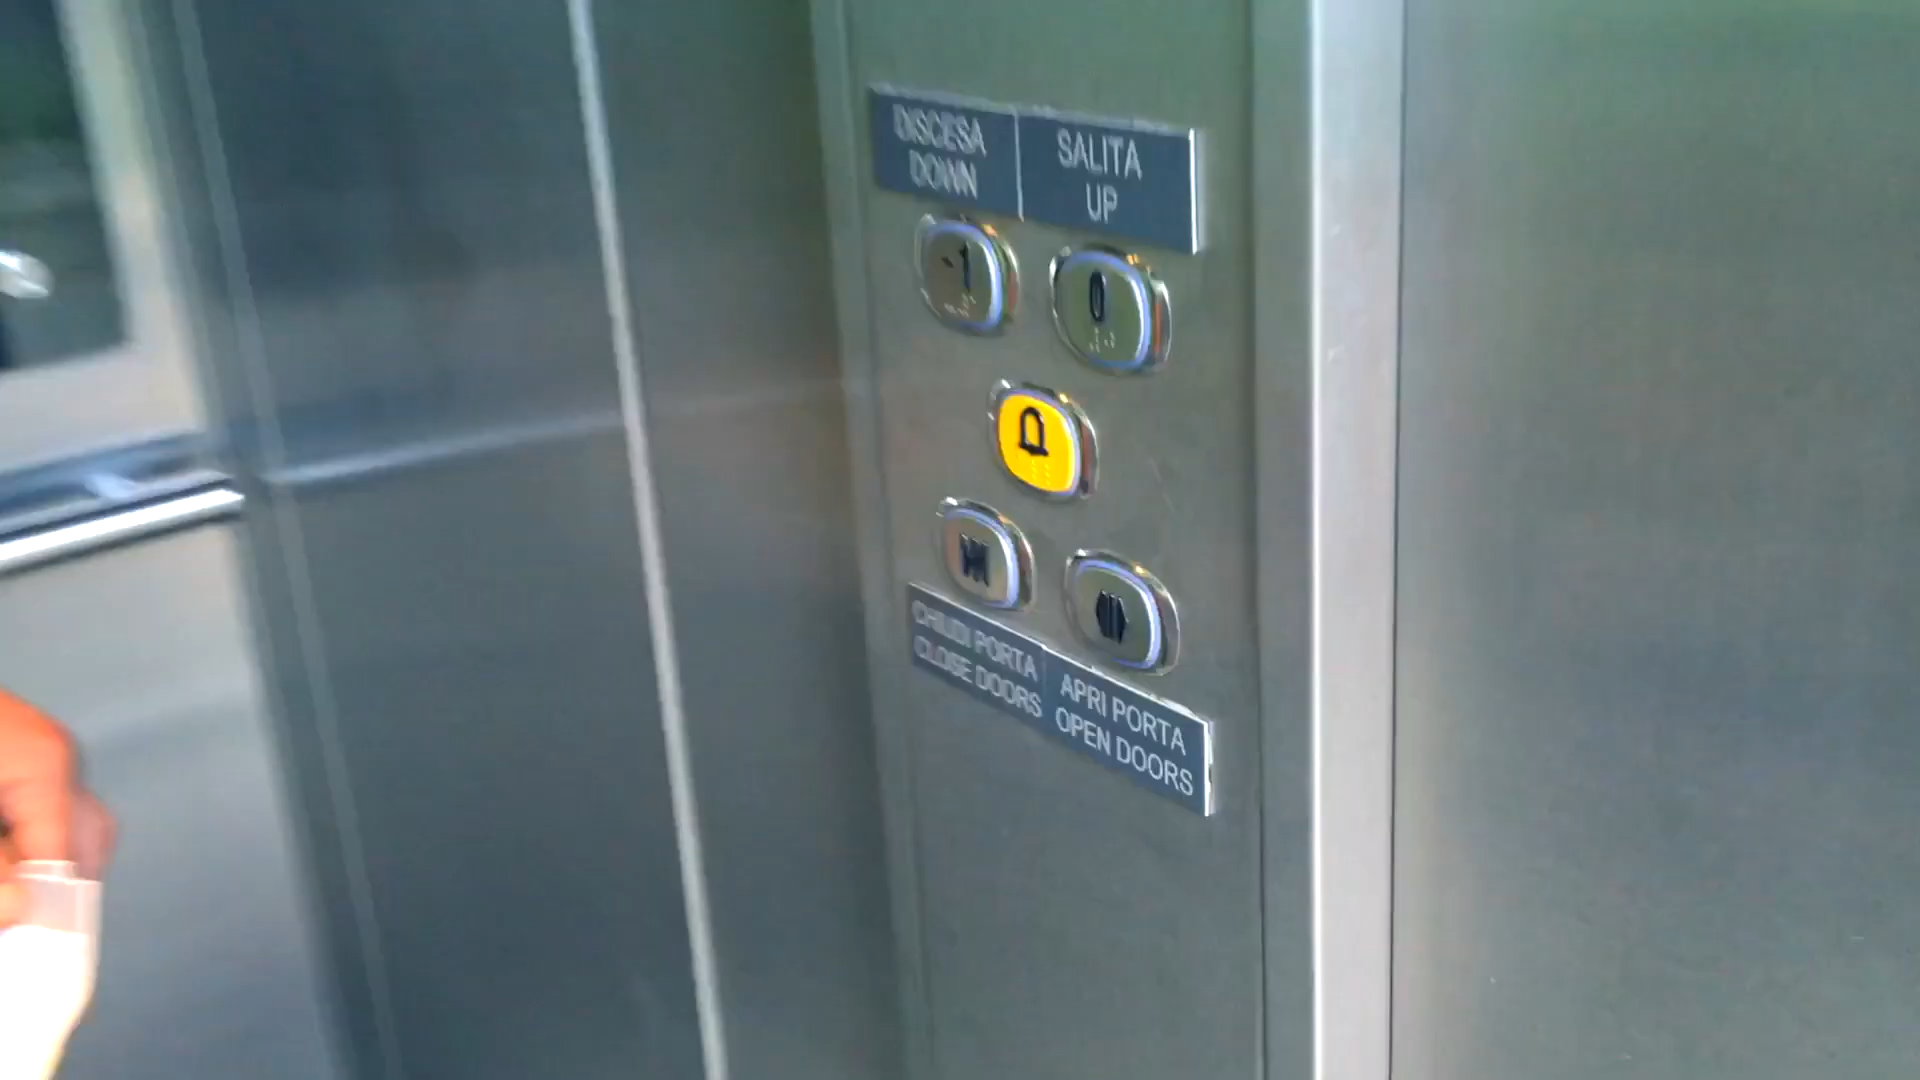 DISCESA
DOWN
SALITA
UP
-1
0
CHIUDI PORTA
CLOSE DOORS
APRI PORTA
OPEN DOORS